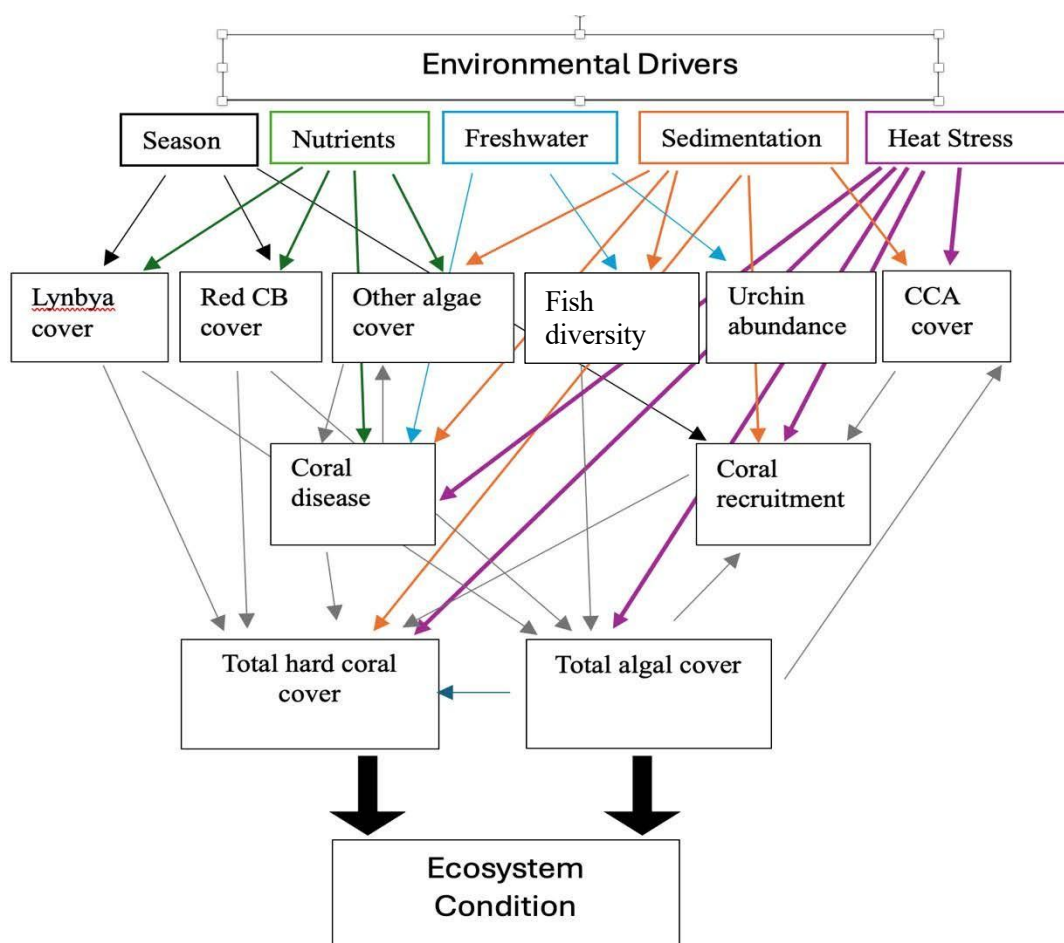 Environmental Drivers
Season
Nutrients
Freshwater
Sedimentation
Heat Stress
Lynbya
cover
Red CB
cover
Other algae
cover
Fish
diversity
Urchin
abundance
CCA
cover
Coral
disease
Coral
recruitment
Total hard coral
cover
Total algal cover
Ecosystem
Condition